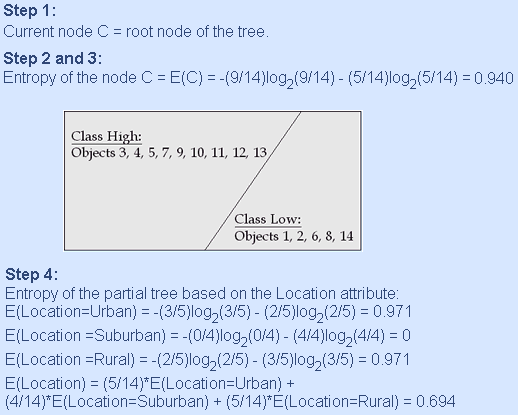 Step 1:
Current node C = root node of the tree.
Step 2 and 3:
Entropy of the node C = E(C) = -(9/14)log₂(9/14) - (5/14)log₂(5/14) = 0.940
Class High:
Objects 3, 4, 5, 7, 9, 10, 11, 12, 13
Class Low:
Objects 1, 2, 6, 8, 14
Step 4:
Entropy of the partial tree based on the Location attribute:
E(Location=Urban) = -(3/5)log₂(3/5) - (2/5)log₂(2/5) = 0.971
E(Location =Suburban) = -(0/4)log₂(0/4) - (4/4)log₂(4/4) = 0
E(Location =Rural) = -(2/5)log₂(2/5) - (3/5)log₂(3/5) = 0.971
E(Location) = (5/14)*E(Location=Urban) +
(4/14)*E(Location=Suburban) + (5/14)*E(Location=Rural) = 0.694